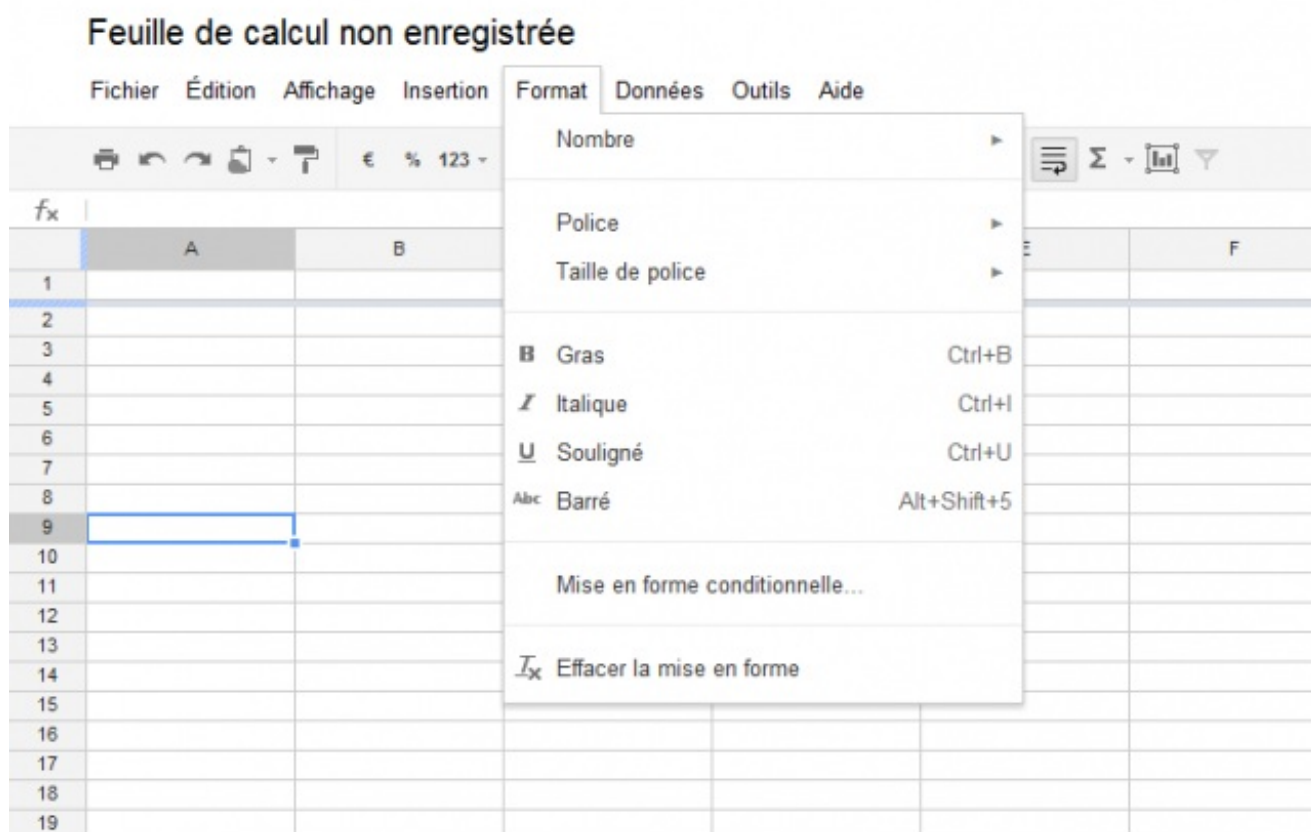 Feuille de calcul non enregistrée
Fichier Édition Affichage Insertion Format Données Outils Aide
€ % 123
Nombre
Police
Taille de police
B Gras Ctrl+B
I Italique Ctrl+I
U Souligné Ctrl+U
Abc Barré Alt+Shift+5
Mise en forme conditionnelle...
Effacer la mise en forme
Σ
fx
A B E F
1
2
3
4
5
6
7
8
9
10
11
12
13
14
15
16
17
18
19